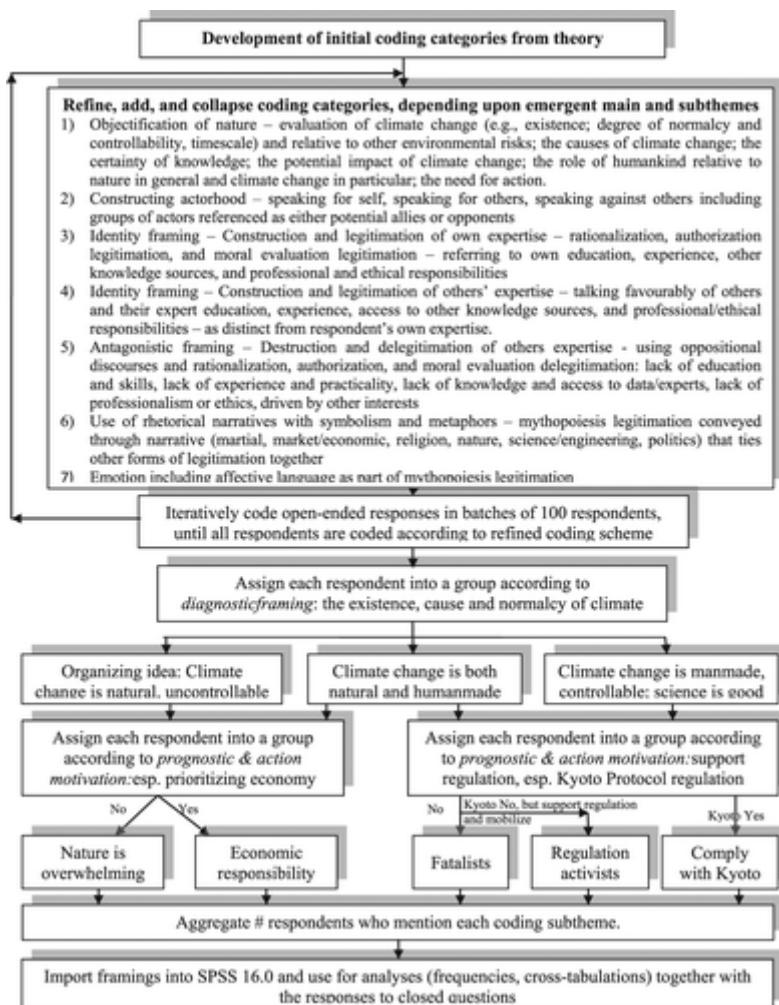 Development of initial coding categories from theory
Refine, add, and collapse coding categories, depending upon emergent main and subthemes
1) Objectification of nature – evaluation of climate change (e.g., existence; degree of normalcy and
controllability, timescale) and relative to other environmental risks; the causes of climate change; the
certainty of knowledge; the potential impact of climate change; the role of humankind relative to
nature in general and climate change in particular; the need for action.
2) Constructing actorhood – speaking for self, speaking for others, speaking against others including
groups of actors referenced as either potential allies or opponents
3) Identity framing – Construction and legitimation of own expertise – rationalization, authorization
legitimation, and moral evaluation legitimation – referring to own education, experience, other
knowledge sources, and professional and ethical responsibilities
4) Identity framing – Construction and legitimation of others’ expertise – talking favourably of others
and their expert education, experience, access to other knowledge sources, and professional/ethical
responsibilities – as distinct from respondent’s own expertise.
5) Antagonistic framing – Destruction and delegitimation of others expertise - using oppositional
discourses and rationalization, authorization, and moral evaluation delegitimation: lack of education
and skills, lack of experience and practicality, lack of knowledge and access to data/experts, lack of
professionalism or ethics, driven by other interests
6) Use of rhetorical narratives with symbolism and metaphors – mythopoiesis legitimation conveyed
through narrative (martial, market/economic, religion, nature, science/engineering, politics) that ties
other forms of legitimation together
7) Emotion including affective language as part of mythopoiesis legitimation
Iteratively code open-ended responses in batches of 100 respondents,
until all respondents are coded according to refined coding scheme
Assign each respondent into a group according to
diagnosticframing: the existence, cause and normalcy of climate
Organizing idea: Climate
change is natural, uncontrollable
Climate change is both
natural and humanmade
Climate change is manmade,
controllable: science is good
Assign each respondent into a group
according to prognostic & action
motivation:esp. prioritizing economy
Assign each respondent into a group according
to prognostic & action motivation:support
regulation, esp. Kyoto Protocol regulation
No
Yes
No
Kyoto No, but support regulation
and mobilize
Kyoto Yes
Nature is
overwhelming
Economic
responsibility
Fatalists
Regulation
activists
Comply
with Kyoto
Aggregate # respondents who mention each coding subtheme.
Import framings into SPSS 16.0 and use for analyses (frequencies, cross-tabulations) together with
the responses to closed questions